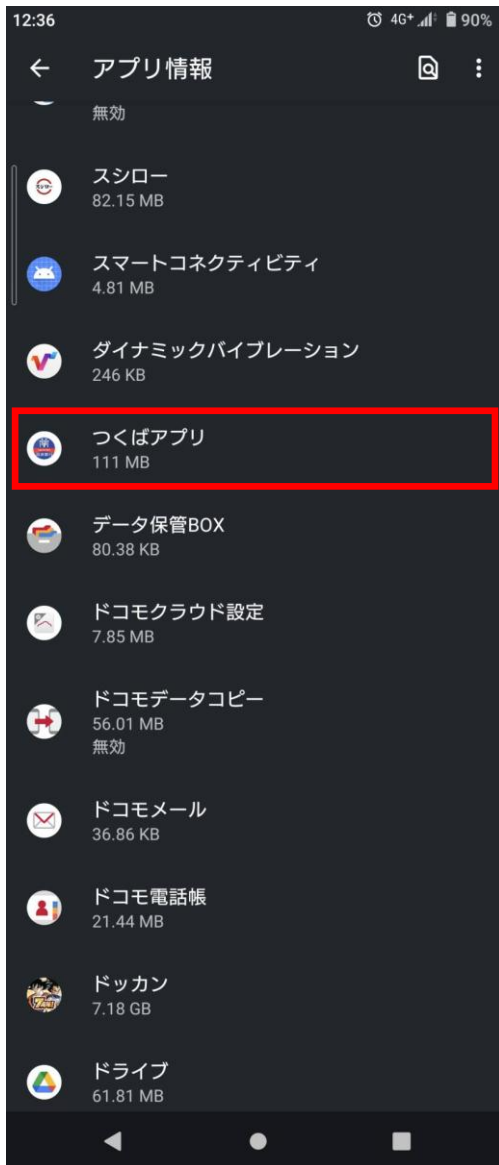 12:36
4G+ 90%
アプリ情報
無効
スシロー
82.15 MB
スマートコネクティビティ
4.81 MB
ダイナミックバイブレーション
246 KB
つくばアプリ
111 MB
データ保管BOX
80.38 KB
ドコモクラウド設定
7.85 MB
ドコモデータコピー
56.01 MB
無効
ドコモメール
36.86 KB
ドコモ電話帳
21.44 MB
ドッカン
7.18 GB
ドライブ
61.81 MB